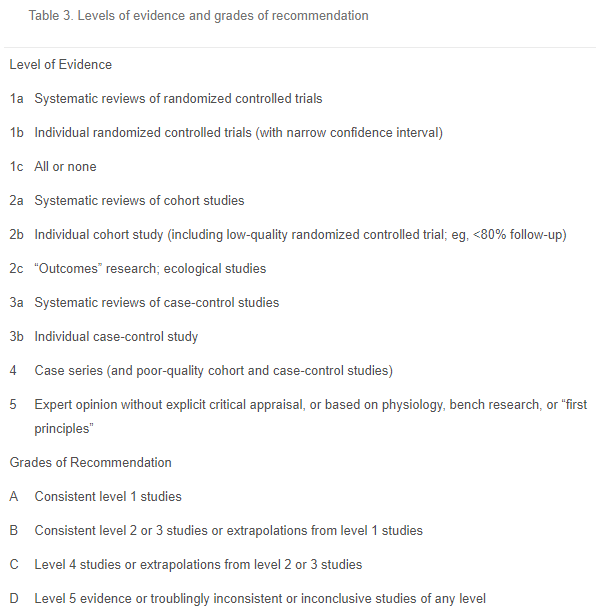 Table 3. Levels of evidence and grades of recommendation
Level of Evidence
1a Systematic reviews of randomized controlled trials
1b Individual randomized controlled trials (with narrow confidence interval)
1c All or none
2a Systematic reviews of cohort studies
2b Individual cohort study (including low-quality randomized controlled trial; eg, <80% follow-up)
2c “Outcomes” research; ecological studies
3a Systematic reviews of case-control studies
3b Individual case-control study
4 Case series (and poor-quality cohort and case-control studies)
5 Expert opinion without explicit critical appraisal, or based on physiology, bench research, or “first
principles”
Grades of Recommendation
A Consistent level 1 studies
B Consistent level 2 or 3 studies or extrapolations from level 1 studies
C Level 4 studies or extrapolations from level 2 or 3 studies
D Level 5 evidence or troublingly inconsistent or inconclusive studies of any level